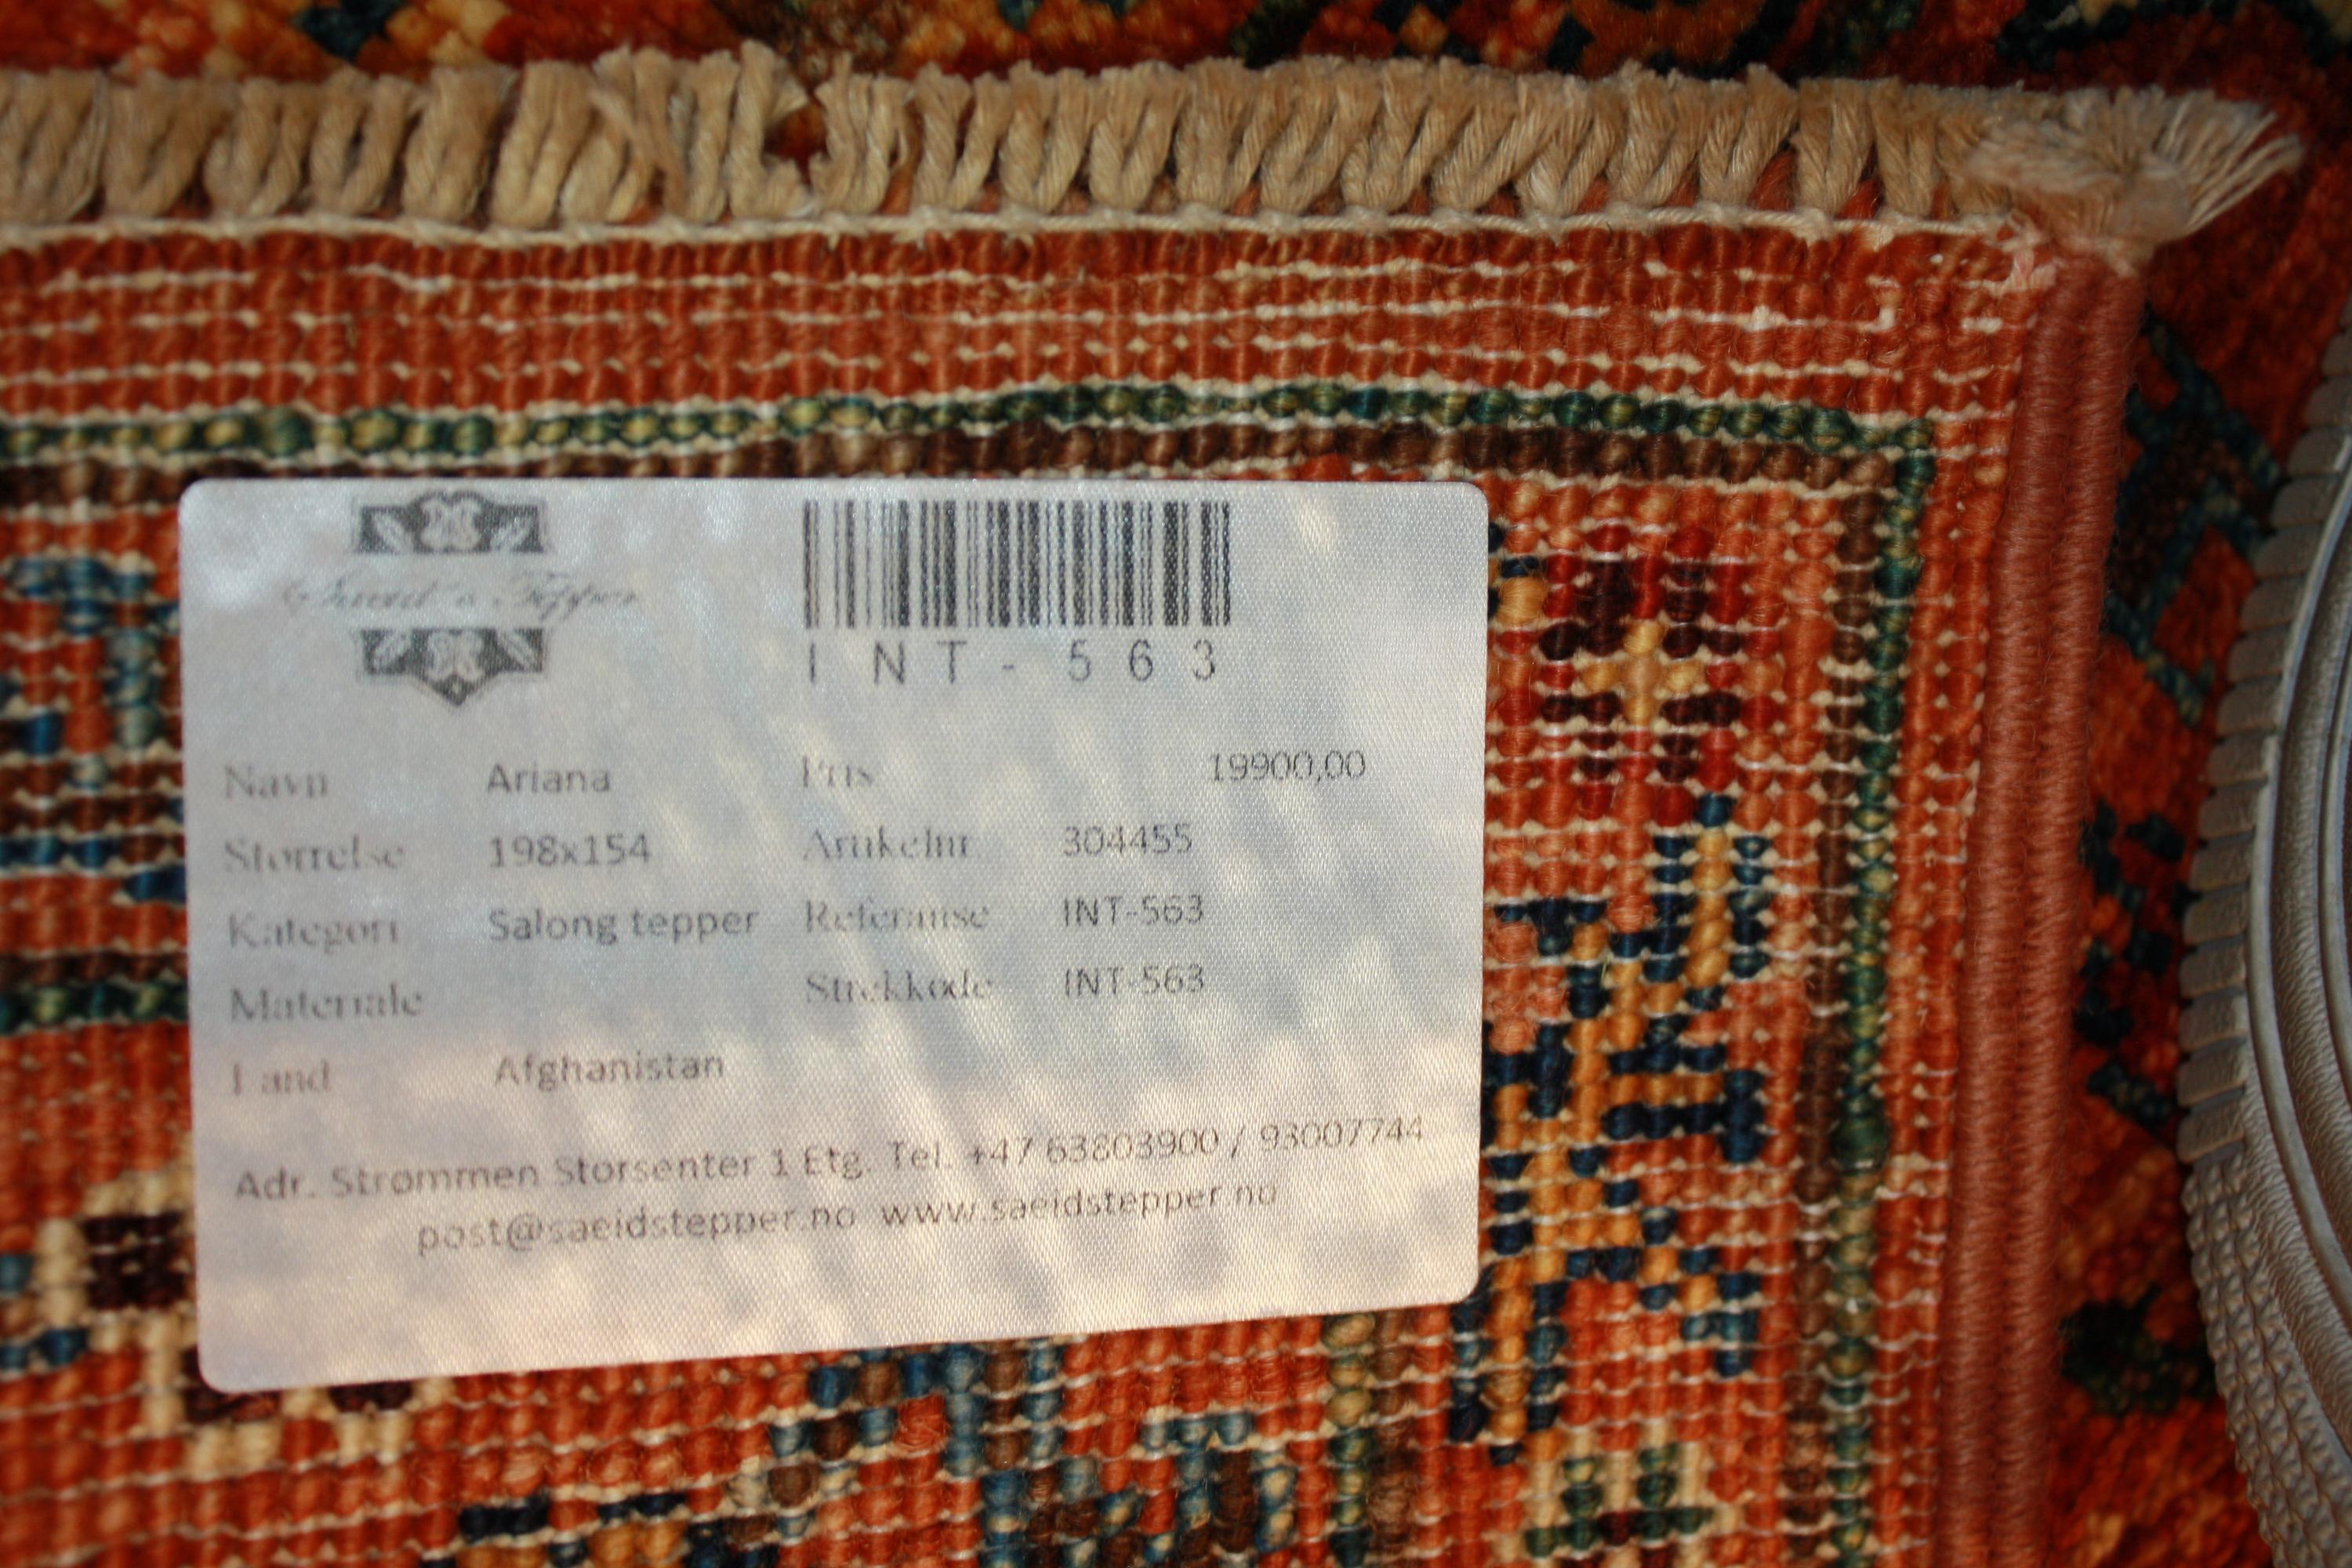 Saeid's Tepper
INT-563
Navn Ariana Pris 19900,00
Størrelse 198x154 Artikelnr. 304455
Kategori Salong tepper Referanse INT-563
Materiale Strekkode INT-563
Land Afghanistan
Adr. Strømmen Storsenter 1 Etg. Tel. +47 63803900 / 93007744
post@saeidstepper.no www.saeidstepper.no